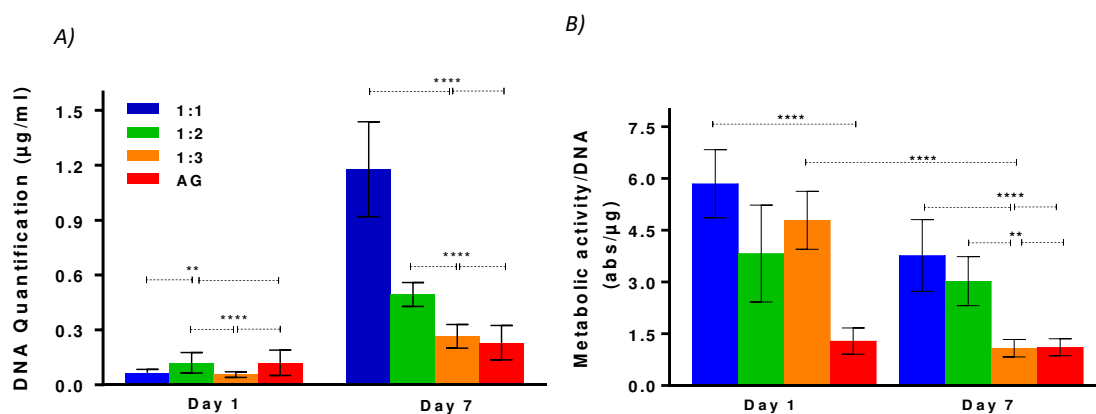 A)
DNA Quantification (µg/ml)
1.5
1.2
0.9
0.6
0.3
0.0
1:1
1:2
1:3
AG
**
****
****
****
Day 1
Day 7
B)
Metabolic activity/DNA
(abs/µg)
7.5
6.0
4.5
3.0
1.5
0.0
****
****
****
**
Day 1
Day 7